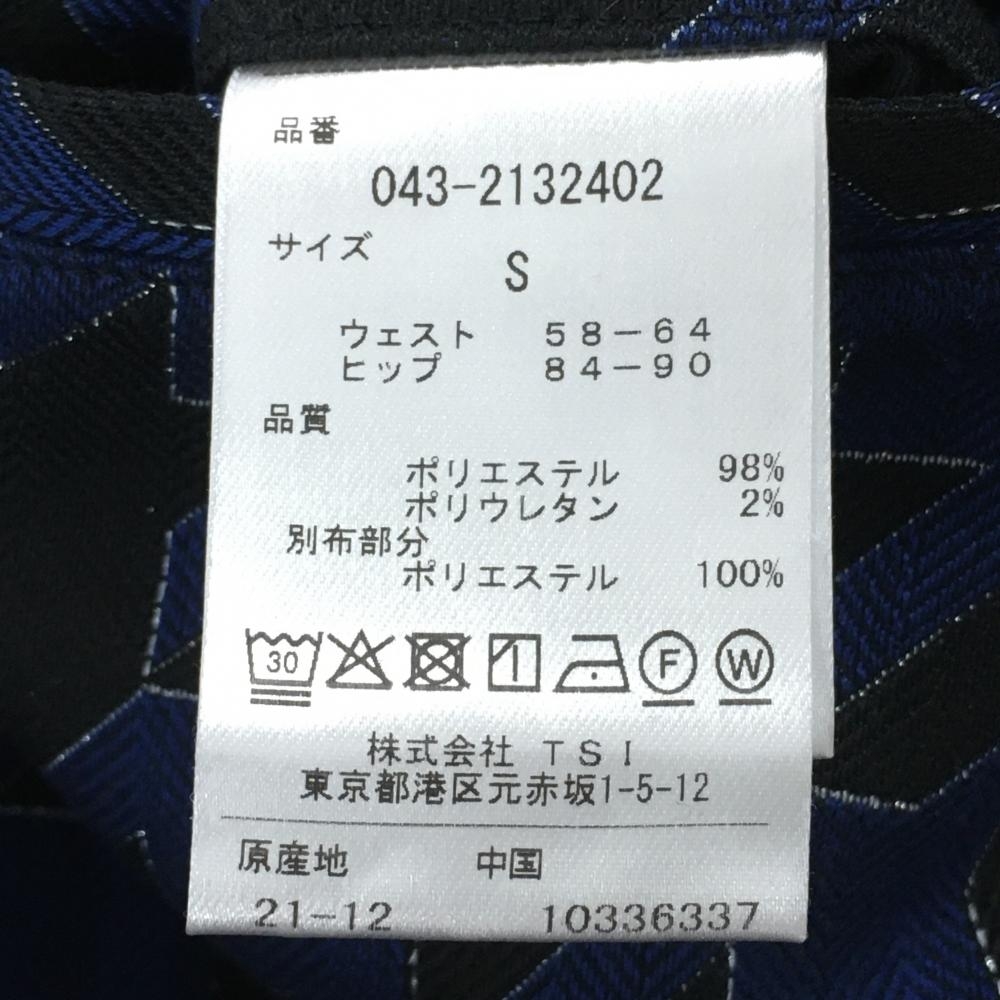 品番
043-2132402
サイズ
S
ウェスト 58-64
ヒップ 84-90
品質
ポリエステル 98%
ポリウレタン 2%
別布部分
ポリエステル 100%
30 F W
株式会社 TSI
東京都港区元赤坂1-5-12
原産地 中国
21-12 10336337